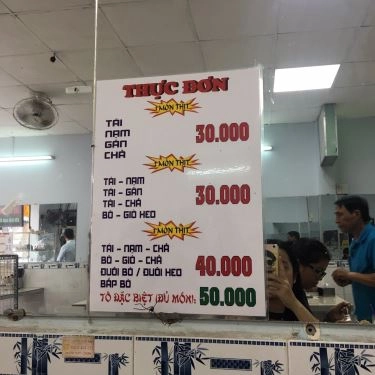 THỰC ĐƠN
1 MÓN THỊT
TÁI
NẠM
GÂN
CHẢ
30.000
MÓN THỊT
TÁI - NẠM
TÁI - GÂN
TÁI - CHẢ
BÒ - GIÒ HEO
30.000
MÓN THỊT
TÁI - NẠM - CHẢ
BÒ - GIÒ - CHẢ
ĐUÔI BÒ / ĐUÔI HEO
BẮP BÒ
40.000
TÔ ĐẶC BIỆT (ĐỦ MÓN): 50.000